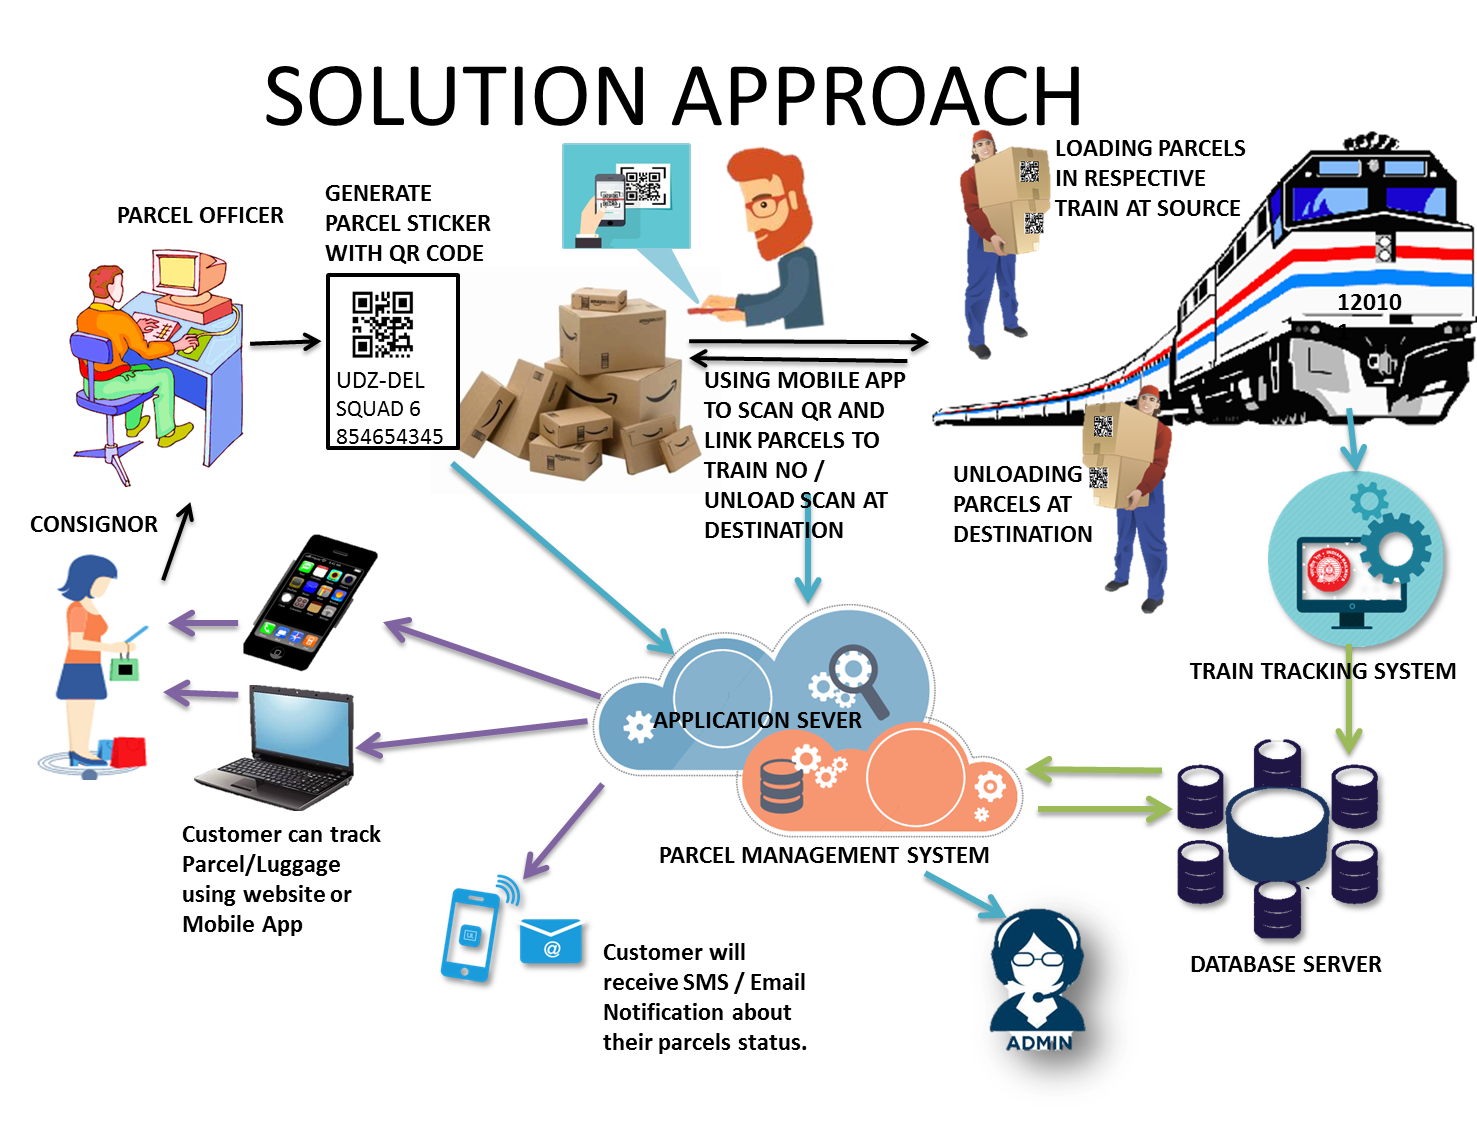 SOLUTION APPROACH
PARCEL OFFICER
GENERATE
PARCEL STICKER
WITH QR CODE
UDZ-DEL
SQUAD 6
854654345
LOADING PARCELS
IN RESPECTIVE
TRAIN AT SOURCE
12010
USING MOBILE APP
TO SCAN QR AND
LINK PARCELS TO
TRAIN NO /
UNLOAD SCAN AT
DESTINATION
UNLOADING
PARCELS AT
DESTINATION
CONSIGNOR
TRAIN TRACKING SYSTEM
APPLICATION SEVER
PARCEL MANAGEMENT SYSTEM
Customer can track
Parcel/Luggage
using website or
Mobile App
UL
@
Customer will
receive SMS / Email
Notification about
their parcels status.
ADMIN
DATABASE SERVER